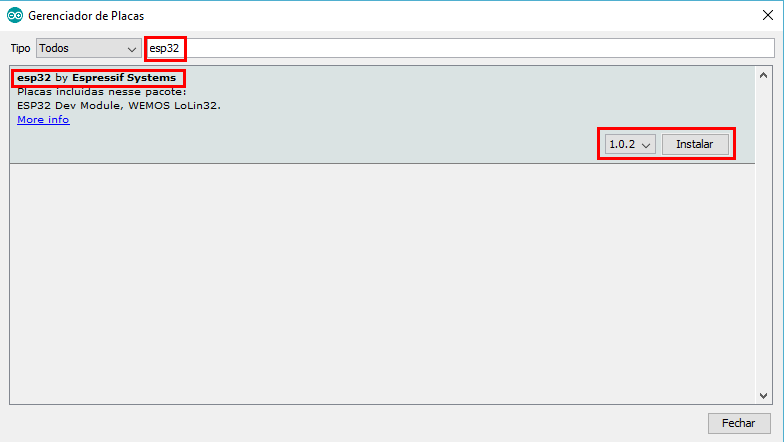 Gerenciador de Placas
Tipo Todos esp32
esp32 by Espressif Systems
Placas incluídas nesse pacote:
ESP32 Dev Module, WEMOS LoLin32.
More info
1.0.2 Instalar
Fechar